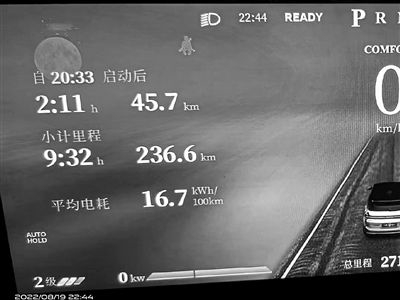 22:44 READY P R
COMFO
自 20:33 启动后
2:11 h 45.7 km
0
小计里程
km/h
9:32 h 236.6 km
平均电耗 16.7 kWh/100km
AUTO HOLD
总里程 271
2级 0 kw
2022/08/19 22:44